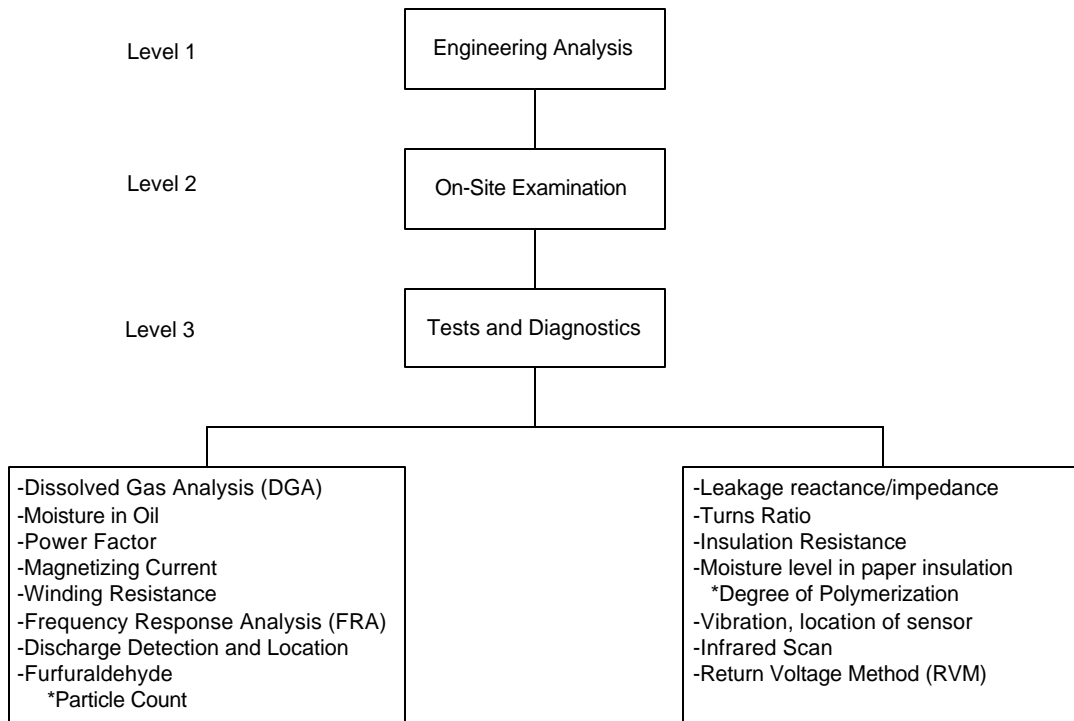 Level 1
Engineering Analysis
Level 2
On-Site Examination
Level 3
Tests and Diagnostics
-Dissolved Gas Analysis (DGA)
-Moisture in Oil
-Power Factor
-Magnetizing Current
-Winding Resistance
-Frequency Response Analysis (FRA)
-Discharge Detection and Location
-Furfuraldehyde
*Particle Count
-Leakage reactance/impedance
-Turns Ratio
-Insulation Resistance
-Moisture level in paper insulation
*Degree of Polymerization
-Vibration, location of sensor
-Infrared Scan
-Return Voltage Method (RVM)